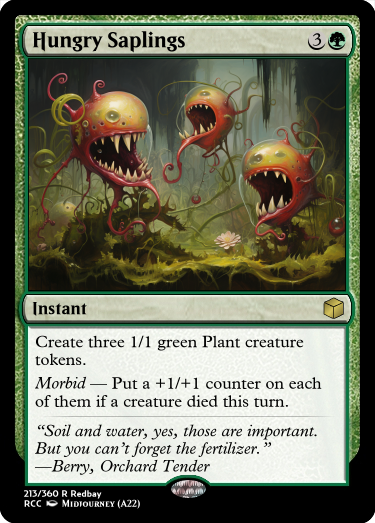 Hungry Saplings 3
Instant
Create three 1/1 green Plant creature
tokens.
Morbid — Put a +1/+1 counter on each
of them if a creature died this turn.
“Soil and water, yes, those are important.
But you can’t forget the fertilizer.”
—Berry, Orchard Tender
213/360 R Redbay
RCC Midjourney (A22)